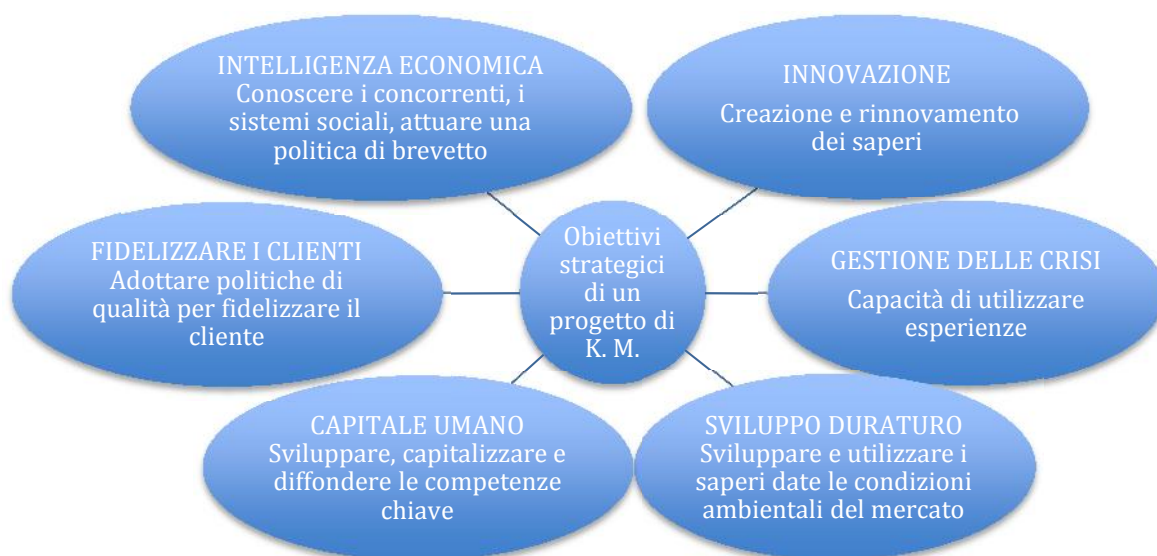 INTELLIGENZA ECONOMICA
Conoscere i concorrenti, i
sistemi sociali, attuare una
politica di brevetto
INNOVAZIONE
Creazione e rinnovamento
dei saperi
FIDELIZZARE I CLIENTI
Adottare politiche di
qualità per fidelizzare il
cliente
Obiettivi
strategici
di un
progetto di
K. M.
GESTIONE DELLE CRISI
Capacità di utilizzare
esperienze
CAPITALE UMANO
Sviluppare, capitalizzare e
diffondere le competenze
chiave
SVILUPPO DURATURO
Sviluppare e utilizzare i
saperi date le condizioni
ambientali del mercato